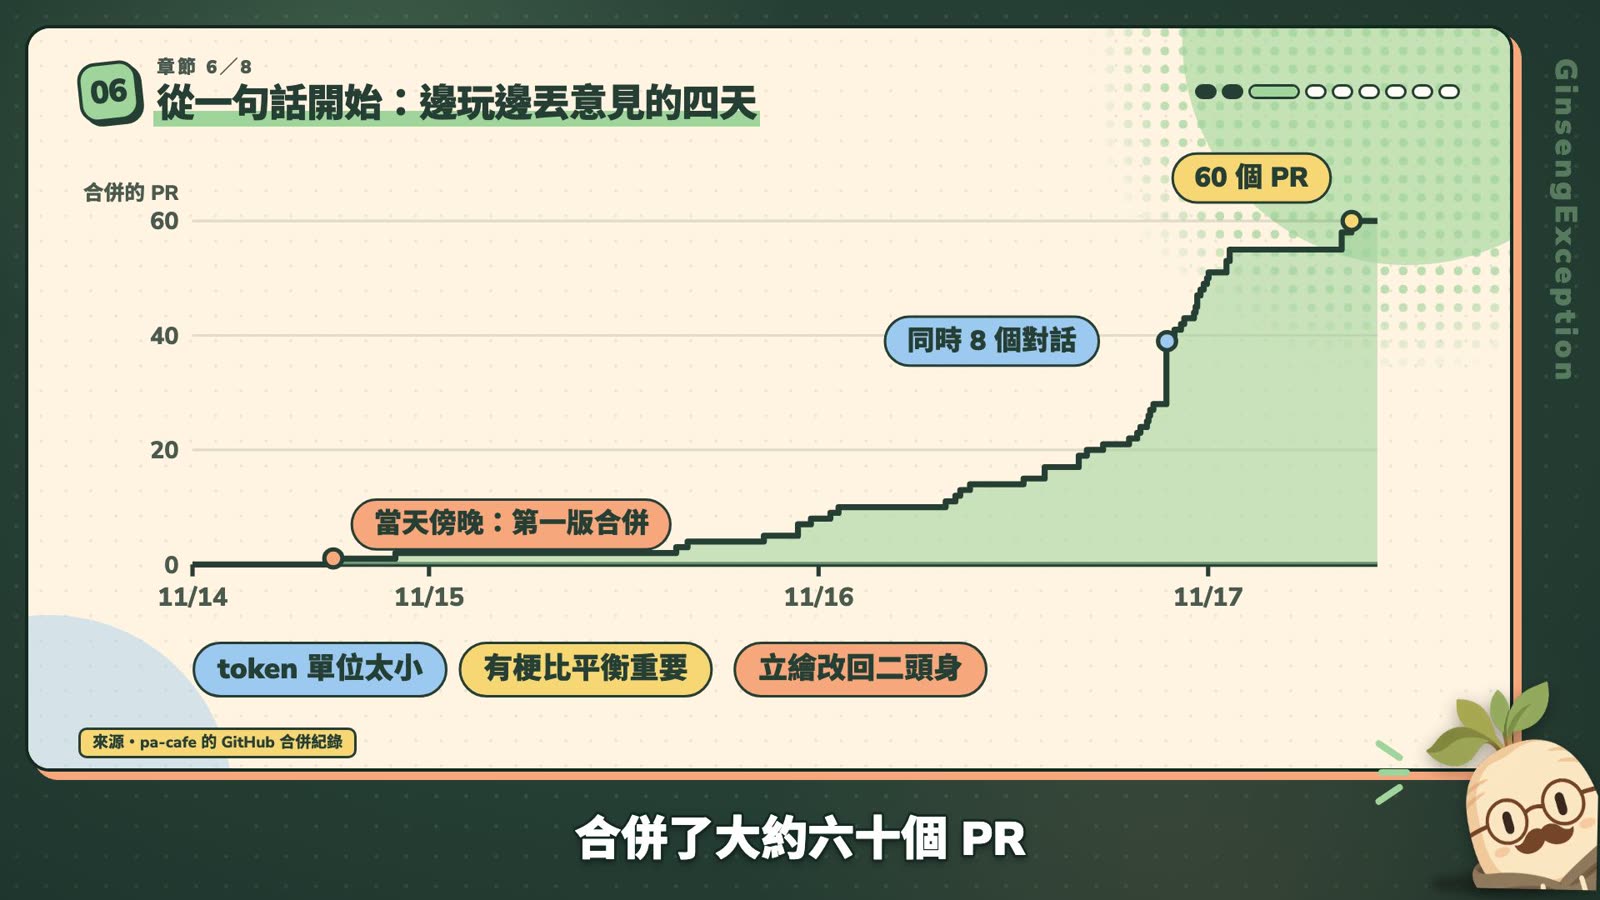 章節 6／8
06
從一句話開始：邊玩邊丟意見的四天
GinsengException
合併的 PR
60
40
20
0
60 個 PR
同時 8 個對話
當天傍晚：第一版合併
11/14
11/15
11/16
11/17
token 單位太小
有梗比平衡重要
立繪改回二頭身
來源・pa-cafe 的 GitHub 合併紀錄
合併了大約六十個 PR